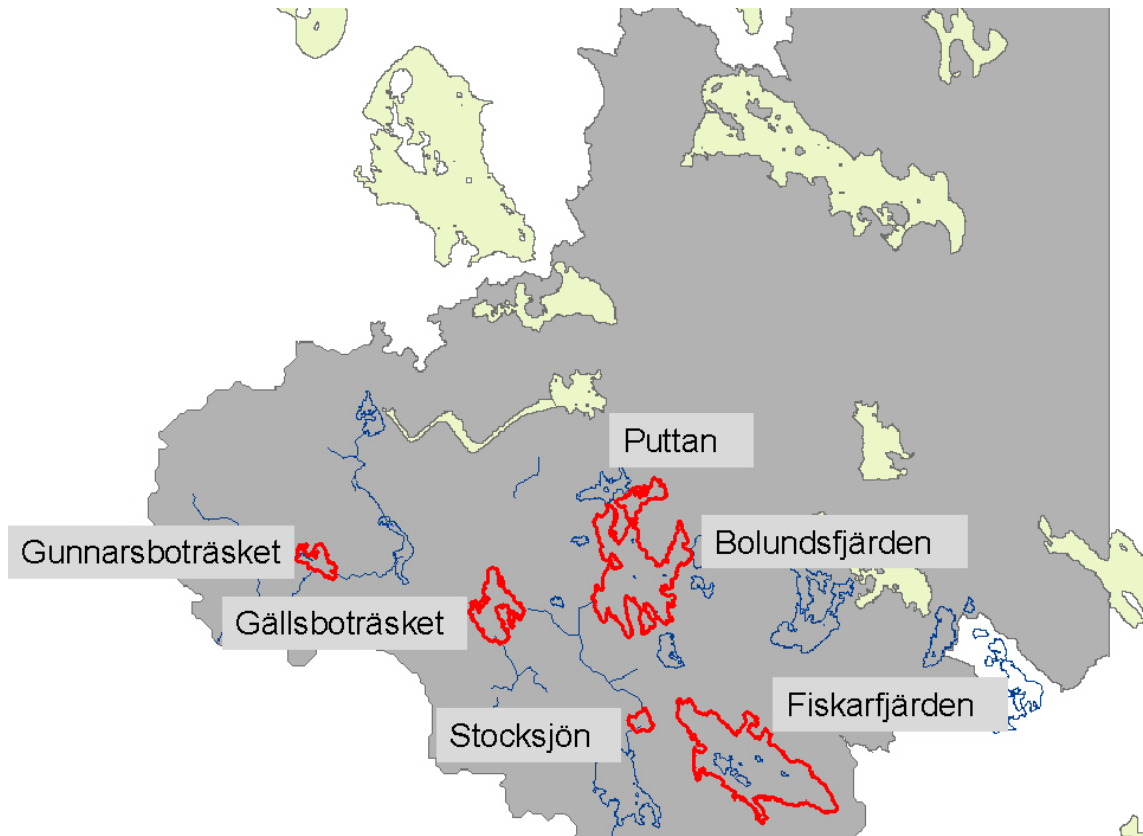 Puttan
Bolundsfjärden
Gunnarsboträsket
Gällsboträsket
Fiskarfjärden
Stocksjön